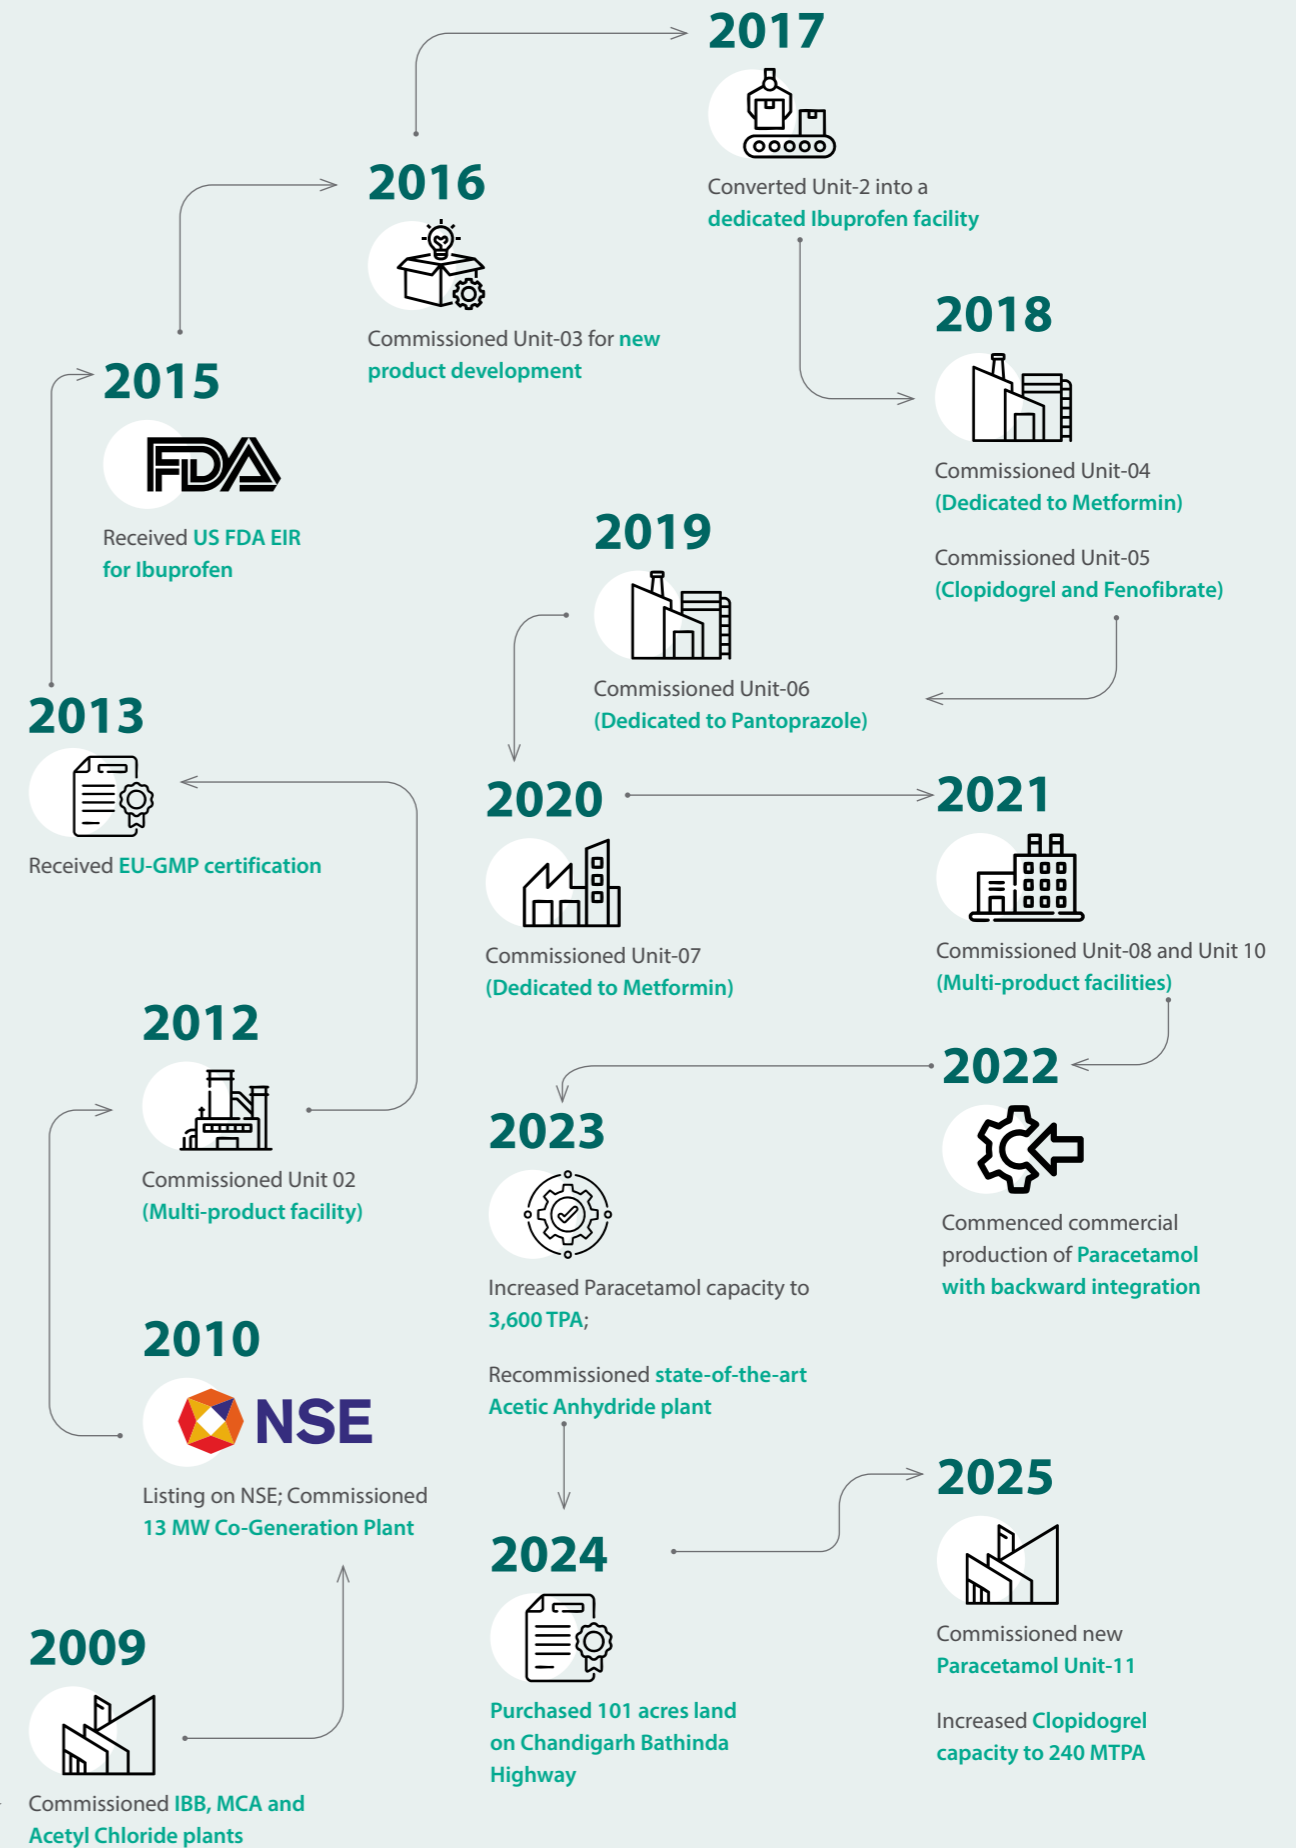 2009
Commissioned IBB, MCA and
Acetyl Chloride plants
2010
NSE
Listing on NSE; Commissioned
13 MW Co-Generation Plant
2012
Commissioned Unit 02
(Multi-product facility)
2013
Received EU-GMP certification
2015
FDA
Received US FDA EIR
for Ibuprofen
2016
Commissioned Unit-03 for new
product development
2017
Converted Unit-2 into a
dedicated Ibuprofen facility
2018
Commissioned Unit-04
(Dedicated to Metformin)
Commissioned Unit-05
(Clopidogrel and Fenofibrate)
2019
Commissioned Unit-06
(Dedicated to Pantoprazole)
2020
Commissioned Unit-07
(Dedicated to Metformin)
2021
Commissioned Unit-08 and Unit 10
(Multi-product facilities)
2022
Commenced commercial
production of Paracetamol
with backward integration
2023
Increased Paracetamol capacity to
3,600 TPA;
Recommissioned state-of-the-art
Acetic Anhydride plant
2024
Purchased 101 acres land
on Chandigarh Bathinda
Highway
2025
Commissioned new
Paracetamol Unit-11
Increased Clopidogrel
capacity to 240 MTPA